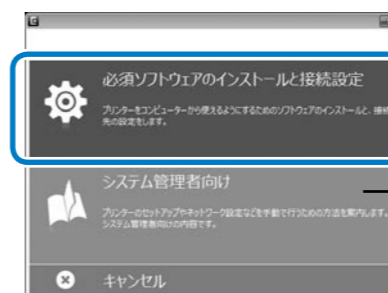 必須ソフトウェアのインストールと接続設定
プリンターをコンピューターから使えるようにするためのソフトウェアのインストールと、接続
先の設定をします。
システム管理者向け
プリンターのセットアップやネットワーク設定などを手動で行うための方法を案内します。
システム管理者向けの内容です。
キャンセル